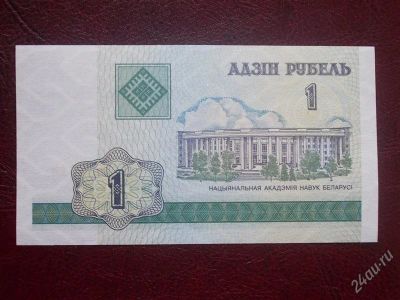 АДЗІН РУБЕЛЬ
1
НАЦЫЯНАЛЬНАЯ АКАДЭМІЯ НАВУК БЕЛАРУСІ
1
24au.ru